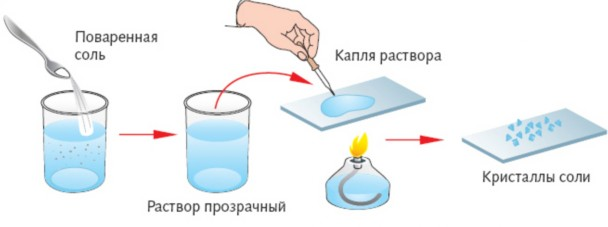 Поваренная
соль
Капля раствора
Раствор прозрачный
Кристаллы соли